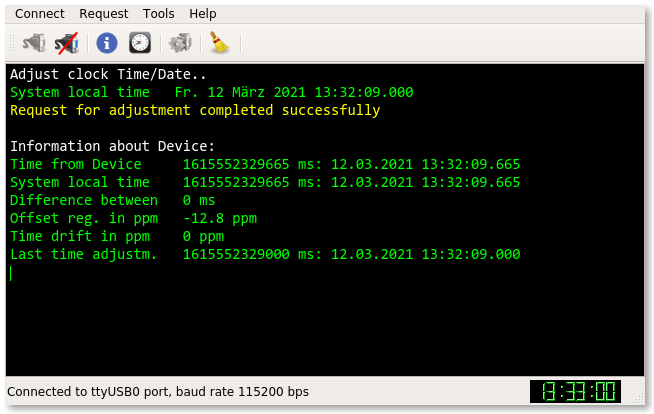 Connect Request Tools Help
Adjust clock Time/Date..
System local time Fr. 12 März 2021 13:32:09.000
Request for adjustment completed successfully
Information about Device:
Time from Device 1615552329665 ms: 12.03.2021 13:32:09.665
System local time 1615552329665 ms: 12.03.2021 13:32:09.665
Difference between 0 ms
Offset reg. in ppm -12.8 ppm
Time drift in ppm 0 ppm
Last time adjustm. 1615552329000 ms: 12.03.2021 13:32:09.000
Connected to ttyUSB0 port, baud rate 115200 bps
13:33:00